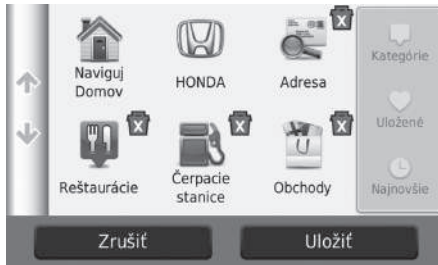 Naviguj
Domov
HONDA
Adresa
Kategórie
Uložené
Reštaurácie
Čerpacie
stanice
Obchody
Najnovšie
Zrušiť
Uložiť